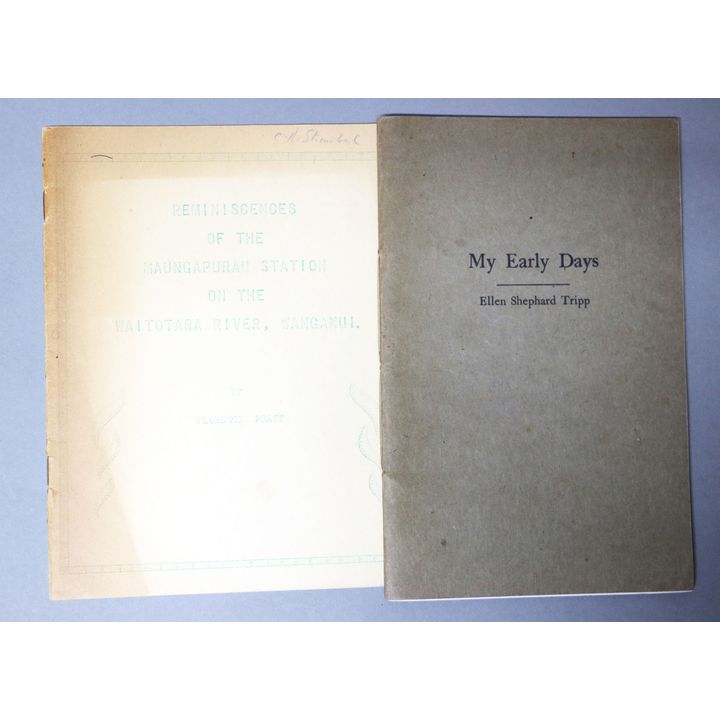 REMINISCENCES
OF THE
MAUNGAPURAU STATION
ON THE
WAITOTARA RIVER, WANGANUI.
by
FLORENCE PRATT
My Early Days
Ellen Shephard Tripp